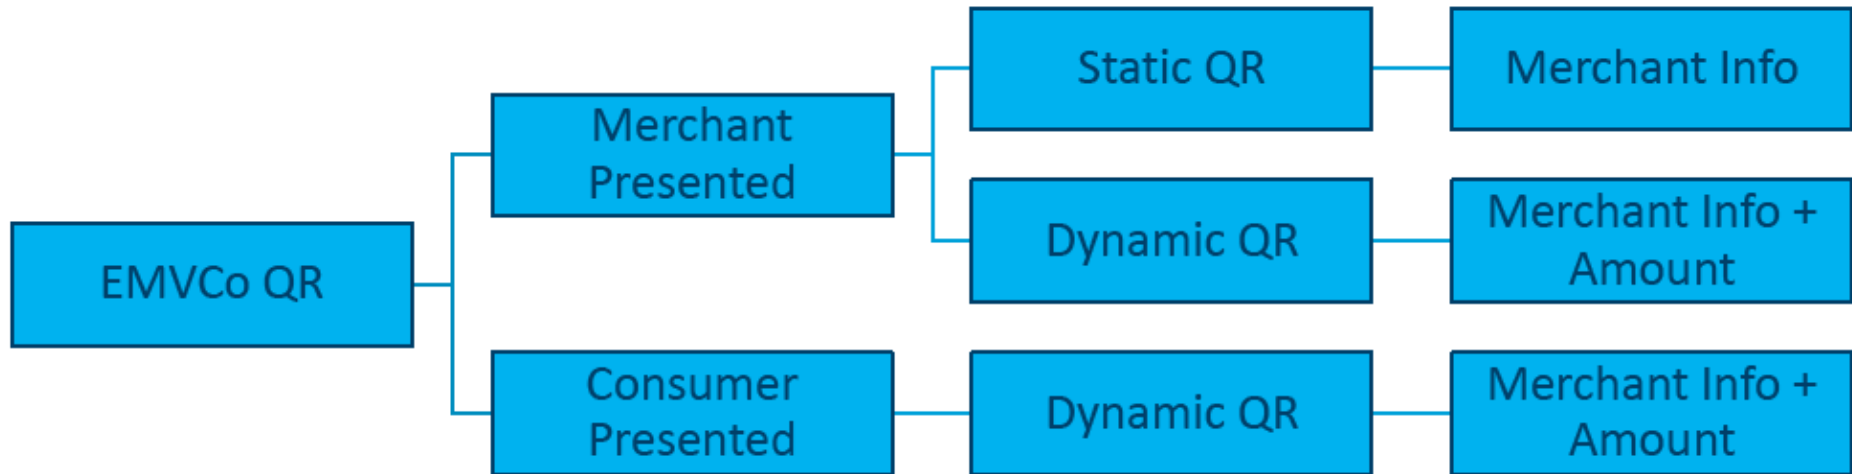 EMVCo QR
Merchant
Presented
Static QR
Merchant Info
Dynamic QR
Merchant Info +
Amount
Consumer
Presented
Dynamic QR
Merchant Info +
Amount